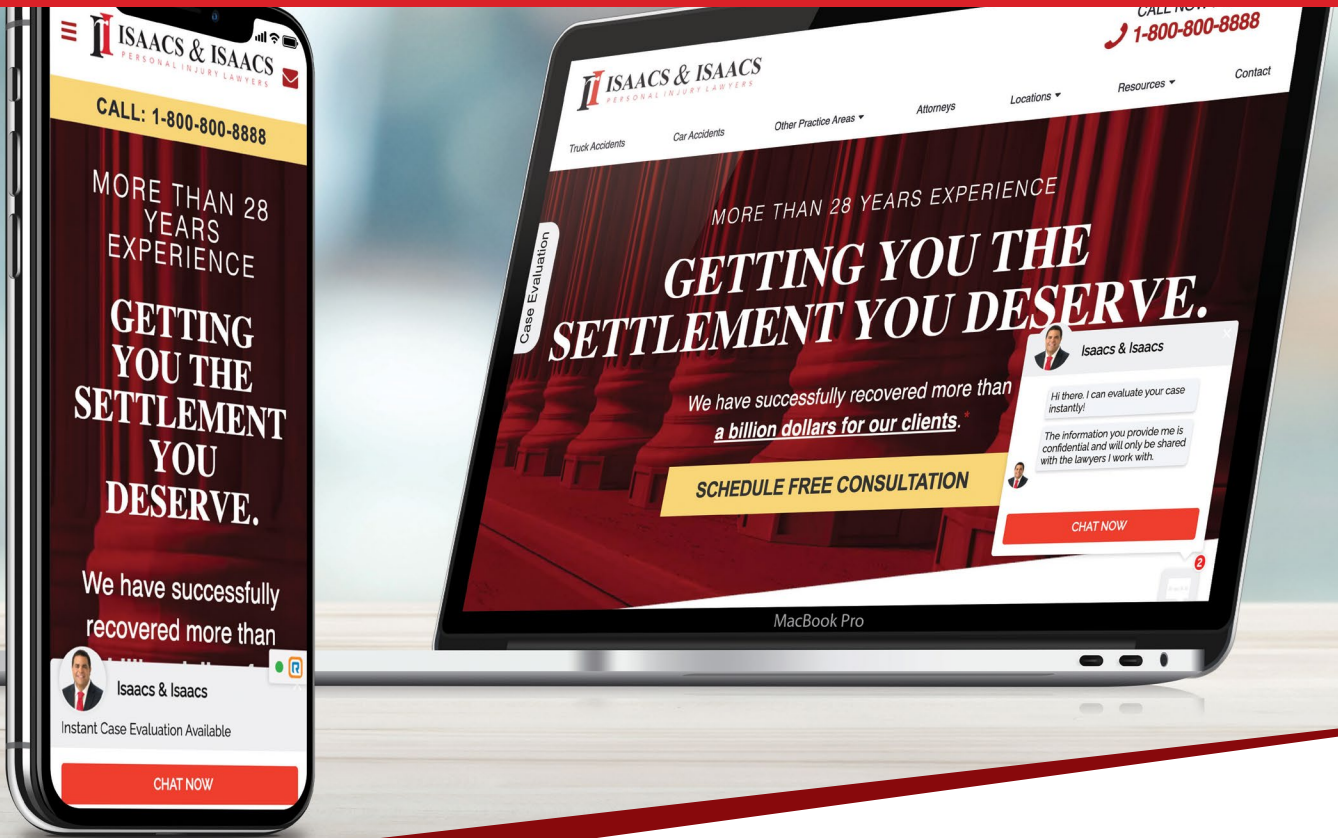 ISAACS & ISAACS
PERSONAL INJURY LAWYERS
CALL: 1-800-800-8888
MORE THAN 28
YEARS
EXPERIENCE
GETTING
YOU THE
SETTLEMENT
YOU
DESERVE.
We have successfully
recovered more than
Isaacs & Isaacs
Instant Case Evaluation Available
CHAT NOW
ISAACS & ISAACS
PERSONAL INJURY LAWYERS
CALL NOW
1-800-800-8888
Truck Accidents
Car Accidents
Other Practice Areas
Attorneys
Locations
Resources
Contact
Case Evaluation
MORE THAN 28 YEARS EXPERIENCE
GETTING YOU THE
SETTLEMENT YOU DESERVE.
We have successfully recovered more than
a billion dollars for our clients.*
SCHEDULE FREE CONSULTATION
Isaacs & Isaacs
Hi there. I can evaluate your case
instantly!
The information you provide me is
confidential and will only be shared
with the lawyers I work with.
CHAT NOW
2
MacBook Pro